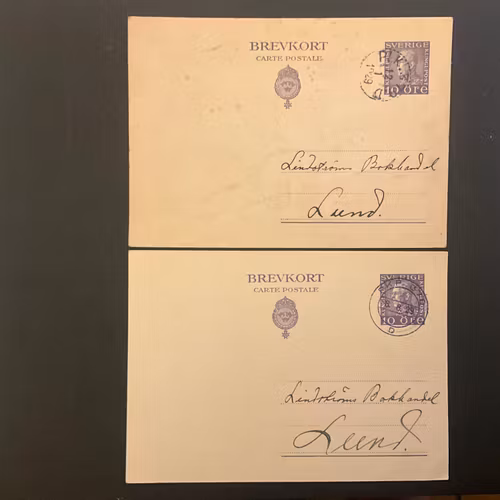 BREVKORT
CARTE POSTALE
SVERIGE
10 ÖRE
Lindströms Bokhandel
Lund.
BREVKORT
CARTE POSTALE
SVERIGE
10 ÖRE
Lindströms Bokhandel
Lund.